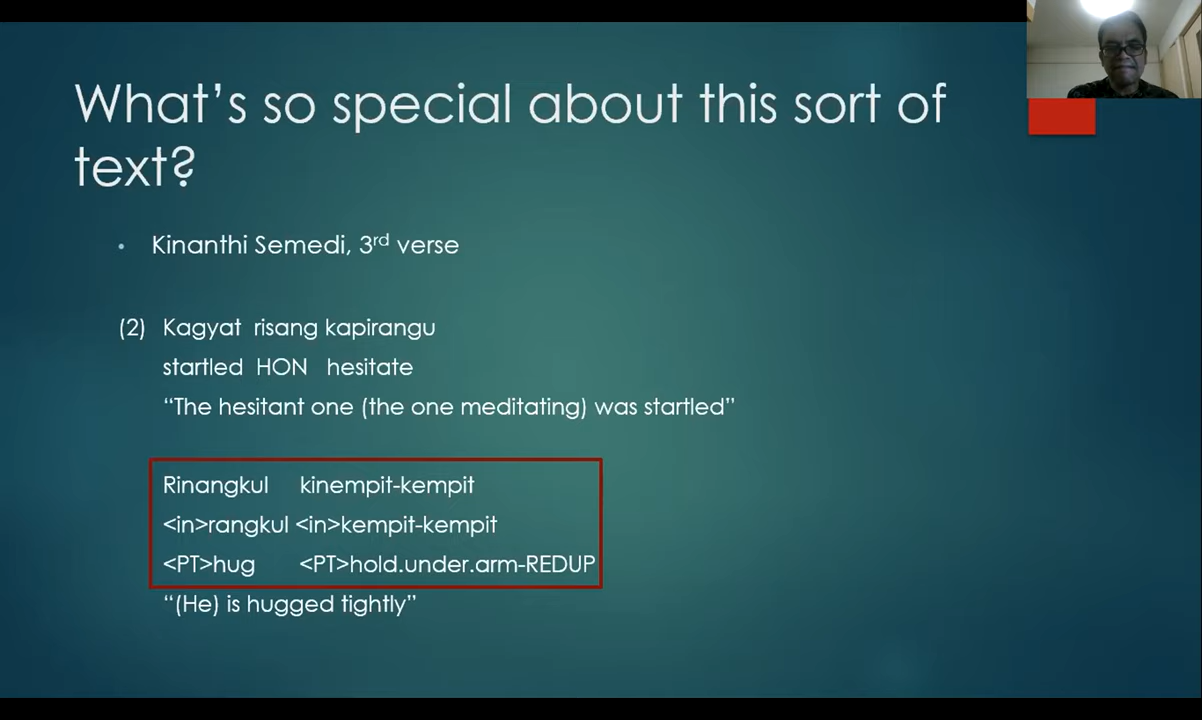 What's so special about this sort of
text?
• Kinanthi Semedi, 3rd verse
(2) Kagyat risang kapirangu
startled HON hesitate
“The hesitant one (the one meditating) was startled”
Rinangkul kinempit-kempit
<in>rangkul <in>kempit-kempit
<PT>hug <PT>hold.under.arm-REDUP
“(He) is hugged tightly”